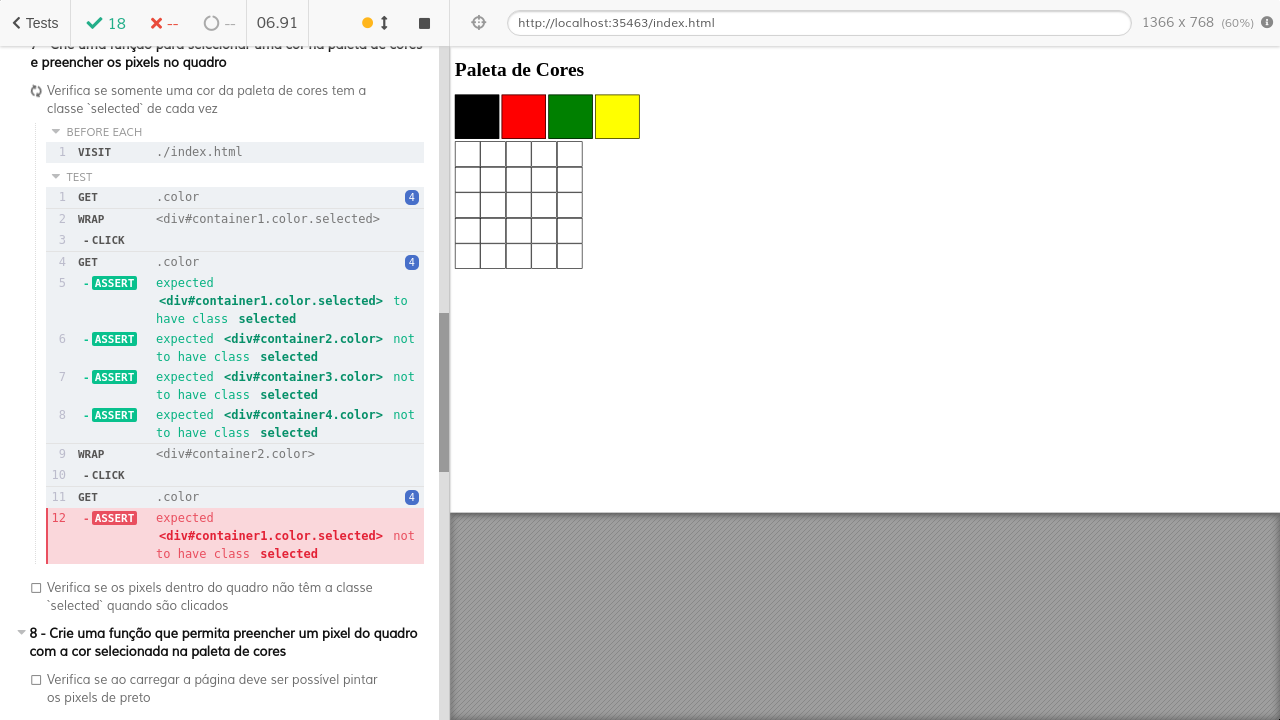 Tests
18
--
--
06.91
http://localhost:35463/index.html
1366 x 768 (60%)
7 - Crie uma função para selecionar uma cor na paleta de cores
e preencher os pixels no quadro
Verifica se somente uma cor da paleta de cores tem a
classe `selected` de cada vez
BEFORE EACH
1 VISIT ./index.html
TEST
1 GET .color 4
2 WRAP <div#container1.color.selected>
3 -CLICK
4 GET .color 4
5 -ASSERT expected
<div#container1.color.selected> to
have class selected
6 -ASSERT expected <div#container2.color> not
to have class selected
7 -ASSERT expected <div#container3.color> not
to have class selected
8 -ASSERT expected <div#container4.color> not
to have class selected
9 WRAP <div#container2.color>
10 -CLICK
11 GET .color 4
12 -ASSERT expected
<div#container1.color.selected> not
to have class selected
Verifica se os pixels dentro do quadro não têm a classe
`selected` quando são clicados
8 - Crie uma função que permita preencher um pixel do quadro
com a cor selecionada na paleta de cores
Verifica se ao carregar a página deve ser possível pintar
os pixels de preto
Paleta de Cores